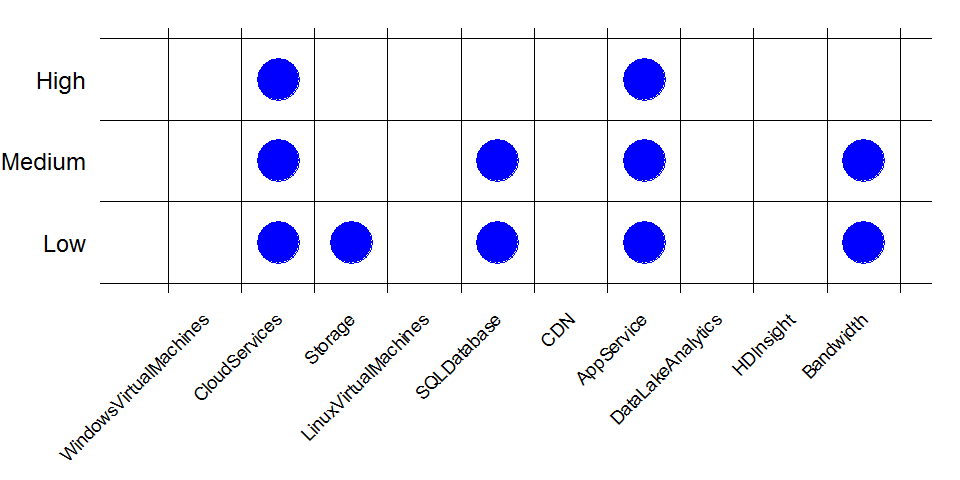 High
Medium
Low
WindowsVirtualMachines
CloudServices
Storage
LinuxVirtualMachines
SQLDatabase
CDN
AppService
DataLakeAnalytics
HDInsight
Bandwidth